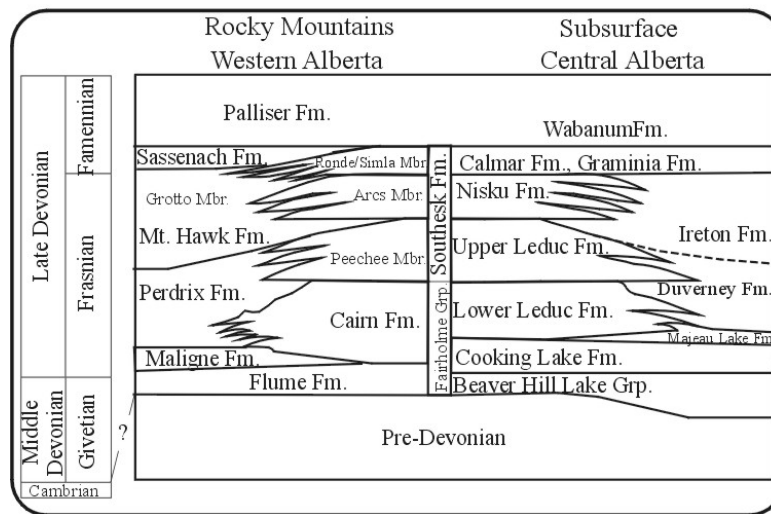 Rocky Mountains
Western Alberta
Subsurface
Central Alberta
Late Devonian
Famennian
Frasnian
Middle
Devonian
Givetian
Cambrian
?
Palliser Fm.
Sassenach Fm.
Ronde/Simla Mbr.
Grotto Mbr.
Arcs Mbr.
Mt. Hawk Fm.
Peechee Mbr.
Perdrix Fm.
Cairn Fm.
Maligne Fm.
Flume Fm.
Southesk Fm.
Fairholme Grp.
WabanumFm.
Calmar Fm., Graminia Fm.
Nisku Fm.
Upper Leduc Fm.
Ireton Fm.
Duverney Fm.
Lower Leduc Fm.
Majeau Lake Fm
Cooking Lake Fm.
Beaver Hill Lake Grp.
Pre-Devonian